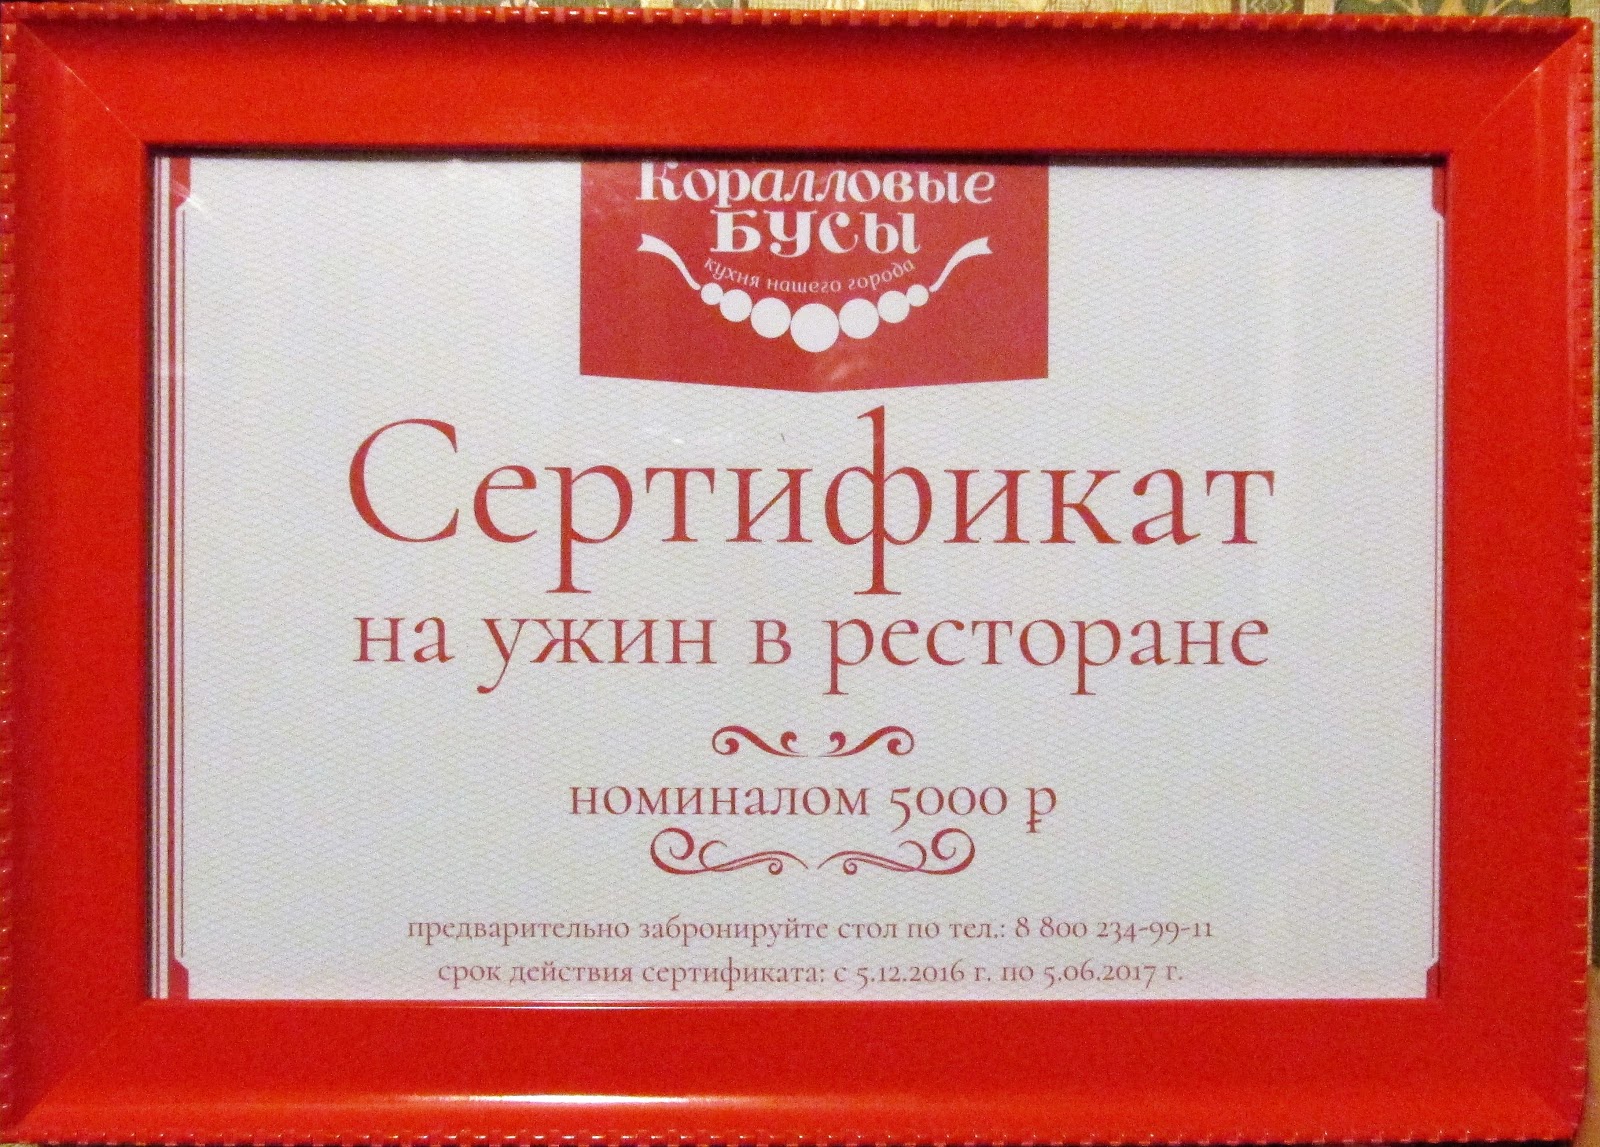 Коралловые
БУСЫ
кухня нашего города
Сертификат
на ужин в ресторане
номиналом 5000 ₽
предварительно забронируйте стол по тел.: 8 800 234-99-11
срок действия сертификата: с 5.12.2016 г. по 5.06.2017 г.